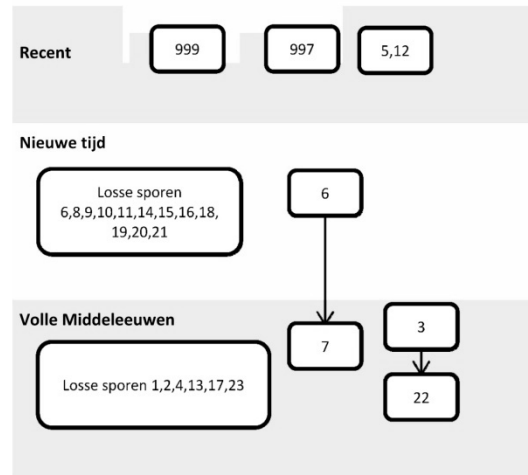 Recent
999
997
5,12
Nieuwe tijd
Losse sporen
6,8,9,10,11,14,15,16,18,
19,20,21
6
Volle Middeleeuwen
7
3
Losse sporen 1,2,4,13,17,23
22